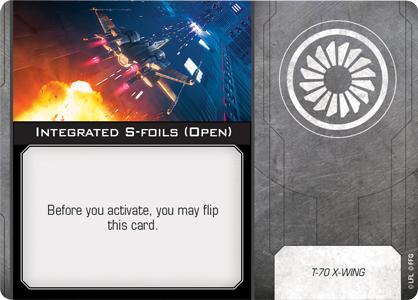 INTEGRATED S-FOILS (OPEN)
Before you activate, you may flip
this card.
T-70 X-WING
©LFL ©FFG